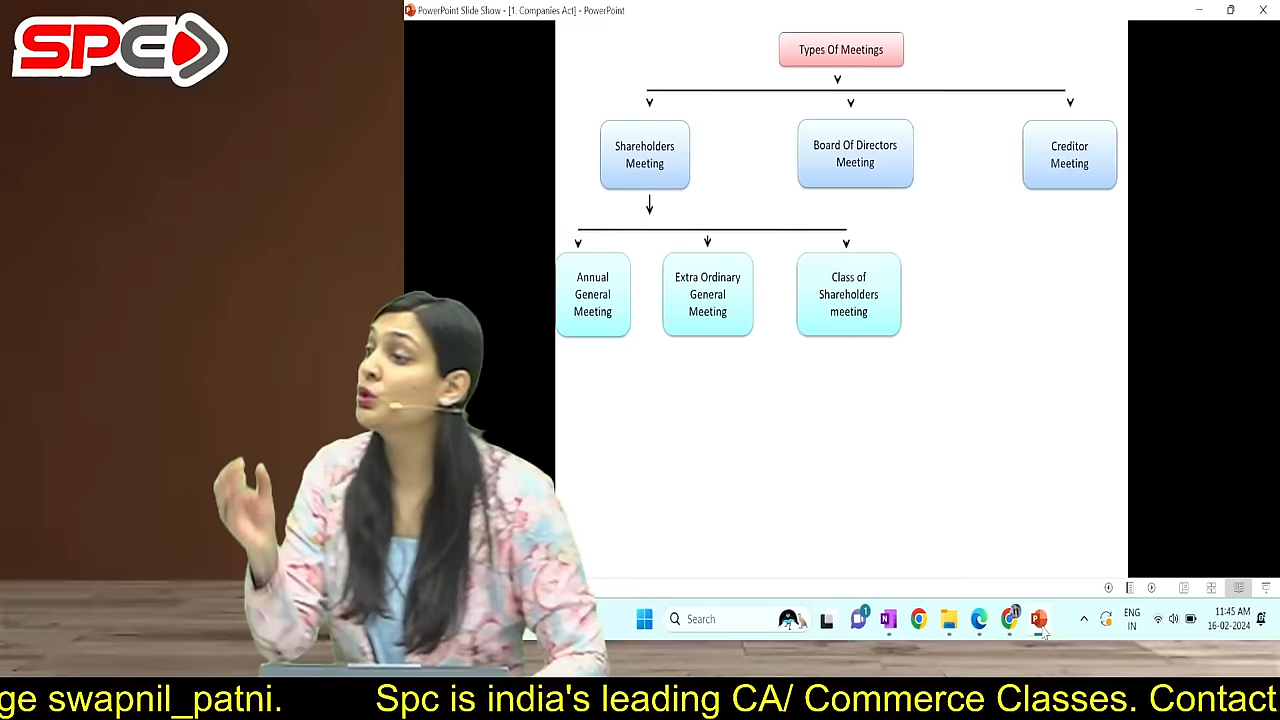 SPC
PowerPoint Slide Show - [1. Companies Act] - PowerPoint
Types Of Meetings
Shareholders
Meeting
Board Of Directors
Meeting
Creditor
Meeting
Annual
General
Meeting
Extra Ordinary
General
Meeting
Class of
Shareholders
meeting
Search
ENG
IN
11:45 AM
16-02-2024
ge swapnil_patni. Spc is india's leading CA/ Commerce Classes. Contact